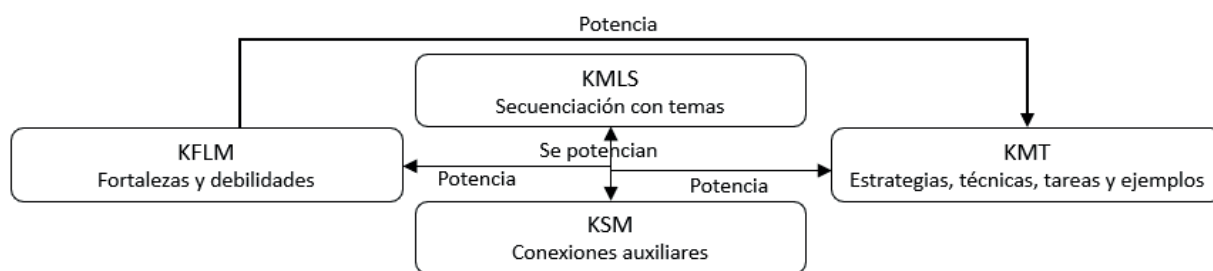 Potencia
KMLS
Secuenciación con temas
KFLM
Fortalezas y debilidades
Se potencian
Potencia
Potencia
KMT
Estrategias, técnicas, tareas y ejemplos
KSM
Conexiones auxiliares